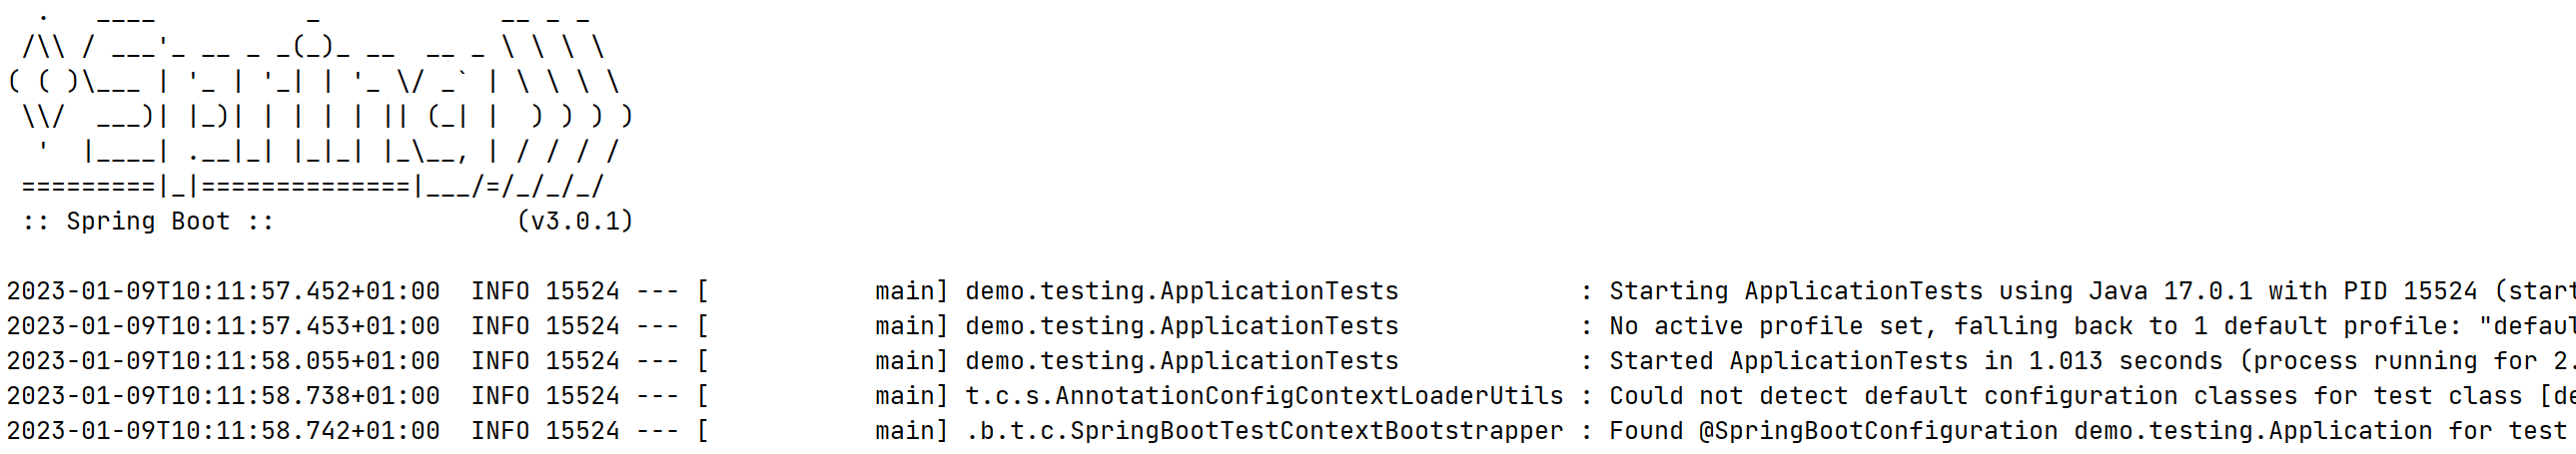 .   ____          _            __ _ _
 /\\ / ___'_ __ _ _(_)_ __  __ _ \ \ \ \
( ( )\___ | '_ | '_| | '_ \/ _` | \ \ \ \
 \\/  ___)| |_)| | | | | || (_| |  ) ) ) )
  '  |____| .__|_| |_|_| |_\__, | / / / /
 =========|_|==============|___/=/_/_/_/
 :: Spring Boot ::                (v3.0.1)
2023-01-09T10:11:57.452+01:00  INFO 15524 --- [           main] demo.testing.ApplicationTests            : Starting ApplicationTests using Java 17.0.1 with PID 15524 (start
2023-01-09T10:11:57.453+01:00  INFO 15524 --- [           main] demo.testing.ApplicationTests            : No active profile set, falling back to 1 default profile: "defaul
2023-01-09T10:11:58.055+01:00  INFO 15524 --- [           main] demo.testing.ApplicationTests            : Started ApplicationTests in 1.013 seconds (process running for 2.
2023-01-09T10:11:58.738+01:00  INFO 15524 --- [           main] t.c.s.AnnotationConfigContextLoaderUtils : Could not detect default configuration classes for test class [de
2023-01-09T10:11:58.742+01:00  INFO 15524 --- [           main] .b.t.c.SpringBootTestContextBootstrapper : Found @SpringBootConfiguration demo.testing.Application for test